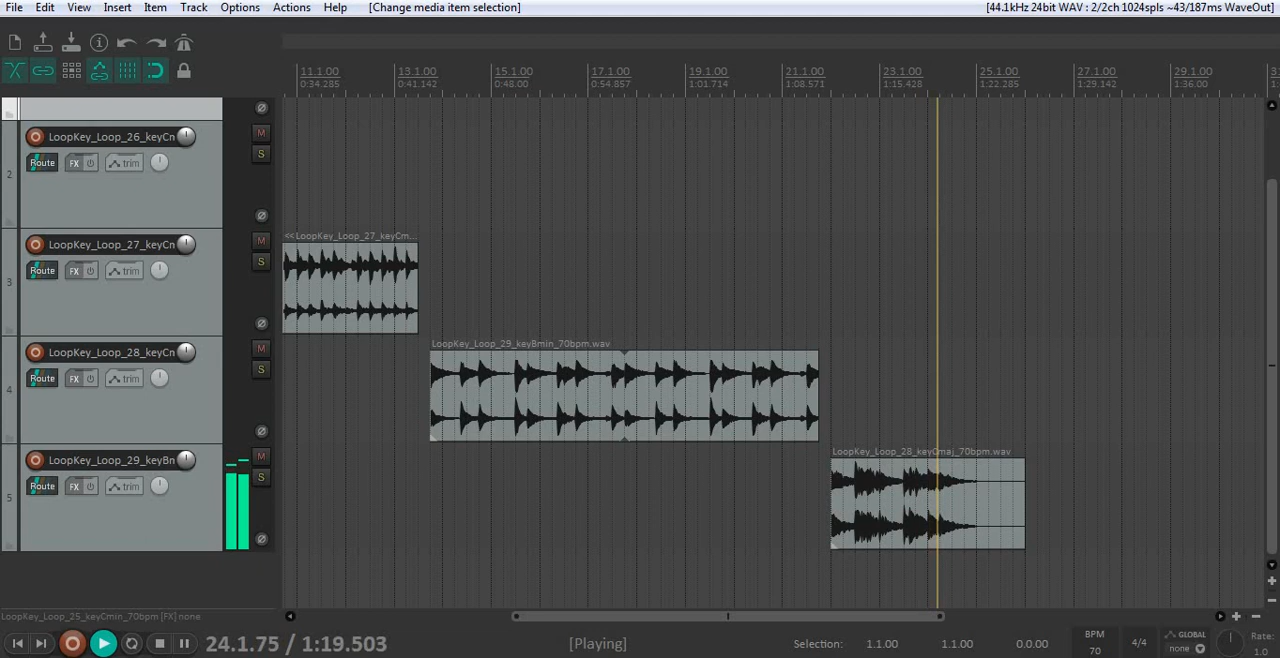 File Edit View Insert Item Track Options Actions Help [Change media item selection] [44.1kHz 24bit WAV : 2/2ch 1024spls ~43/187ms WaveOut]
11.1.00 13.1.00 15.1.00 17.1.00 19.1.00 21.1.00 23.1.00 25.1.00 27.1.00 29.1.00
0:34.285 0:41.142 0:48.00 0:54.857 1:01.714 1:08.571 1:15.428 1:22.285 1:29.142 1:36.00
LoopKey_Loop_26_keyCn M
2 Route FX trim S
<<LoopKey_Loop_27_keyCm...
LoopKey_Loop_27_keyCn M
3 Route FX trim S
LoopKey_Loop_29_keyBmin_70bpm.wav
LoopKey_Loop_28_keyCn M
4 Route FX trim S
LoopKey_Loop_28_keyCmaj_70bpm.wav
LoopKey_Loop_29_keyBn M
5 Route FX trim S
LoopKey_Loop_25_keyCmin_70bpm [FX] none
24.1.75 / 1:19.503 [Playing] Selection: 1.1.00 1.1.00 0.0.00 BPM 70 4/4 GLOBAL none Rate: 1.0